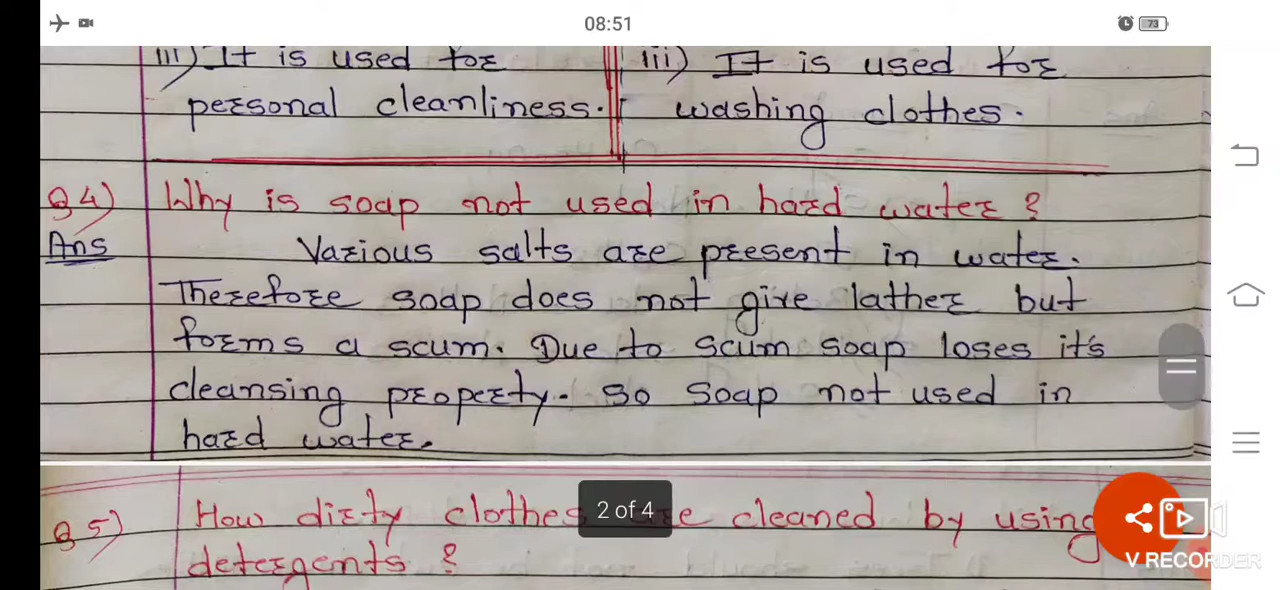 08:51
73
iii) It is used for
personal cleanliness.
iii) It is used for
washing clothes.
Q4) Why is soap not used in hard water?
Ans Various salts are present in water.
Therefore soap does not give lather but
forms a scum. Due to scum soap loses it's
cleansing property. so soap not used in
hard water.
Q5) How dirty clothes are cleaned by using
detergents?
2 of 4
V RECORDER